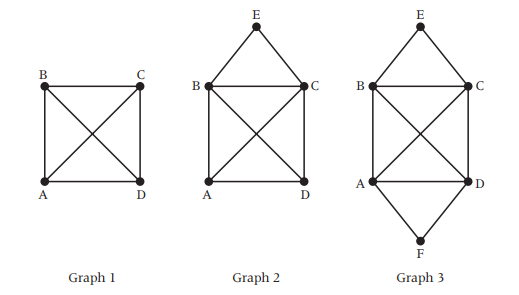 E E
B C B C B C
A D A D A D
F
Graph 1 Graph 2 Graph 3